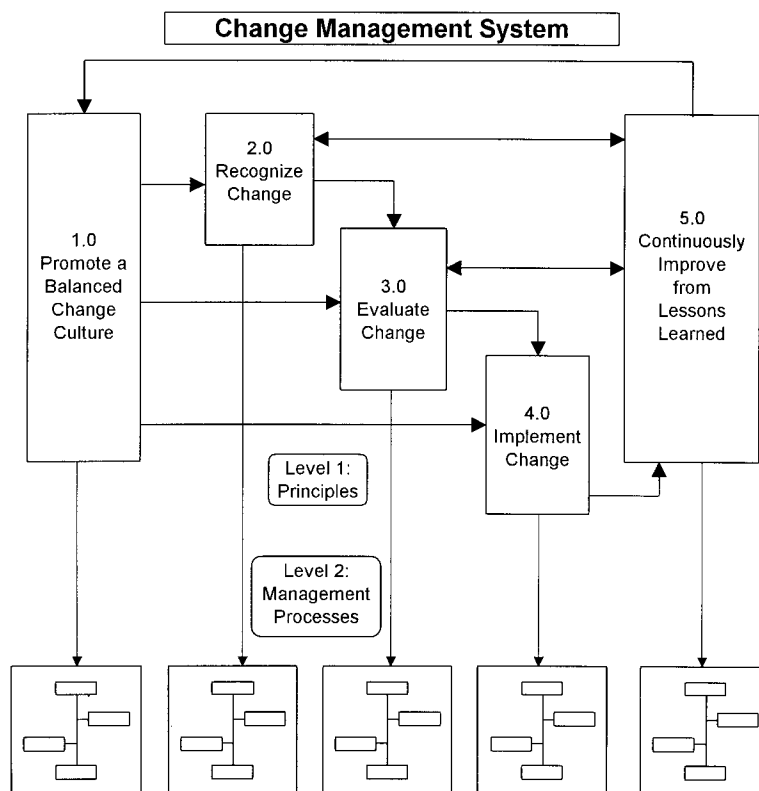 Change Management System
1.0
Promote a
Balanced
Change
Culture
2.0
Recognize
Change
3.0
Evaluate
Change
4.0
Implement
Change
5.0
Continuously
Improve
from
Lessons
Learned
Level 1:
Principles
Level 2:
Management
Processes